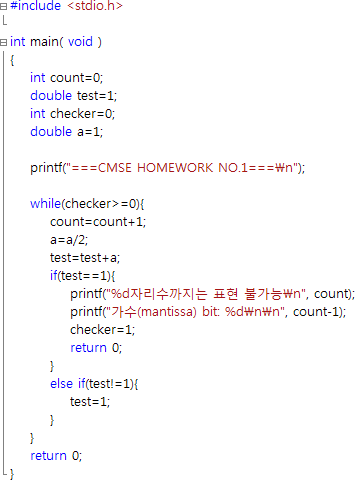 #include <stdio.h>
int main( void )
{
int count=0;
double test=1;
int checker=0;
double a=1;
printf("===CMSE HOMEWORK NO.1===₩n");
while(checker>=0){
count=count+1;
a=a/2;
test=test+a;
if(test==1){
printf("%d자리수까지는 표현 불가능₩n", count);
printf("가수(mantissa) bit: %d₩n₩n", count-1);
checker=1;
return 0;
}
else if(test!=1){
test=1;
}
}
return 0;
}